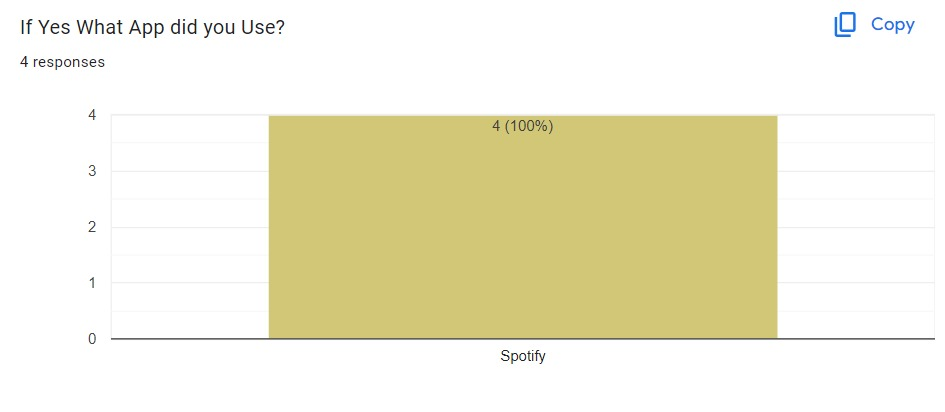 If Yes What App did you Use?
Copy
4 responses
4
4 (100%)
3
2
1
0
Spotify